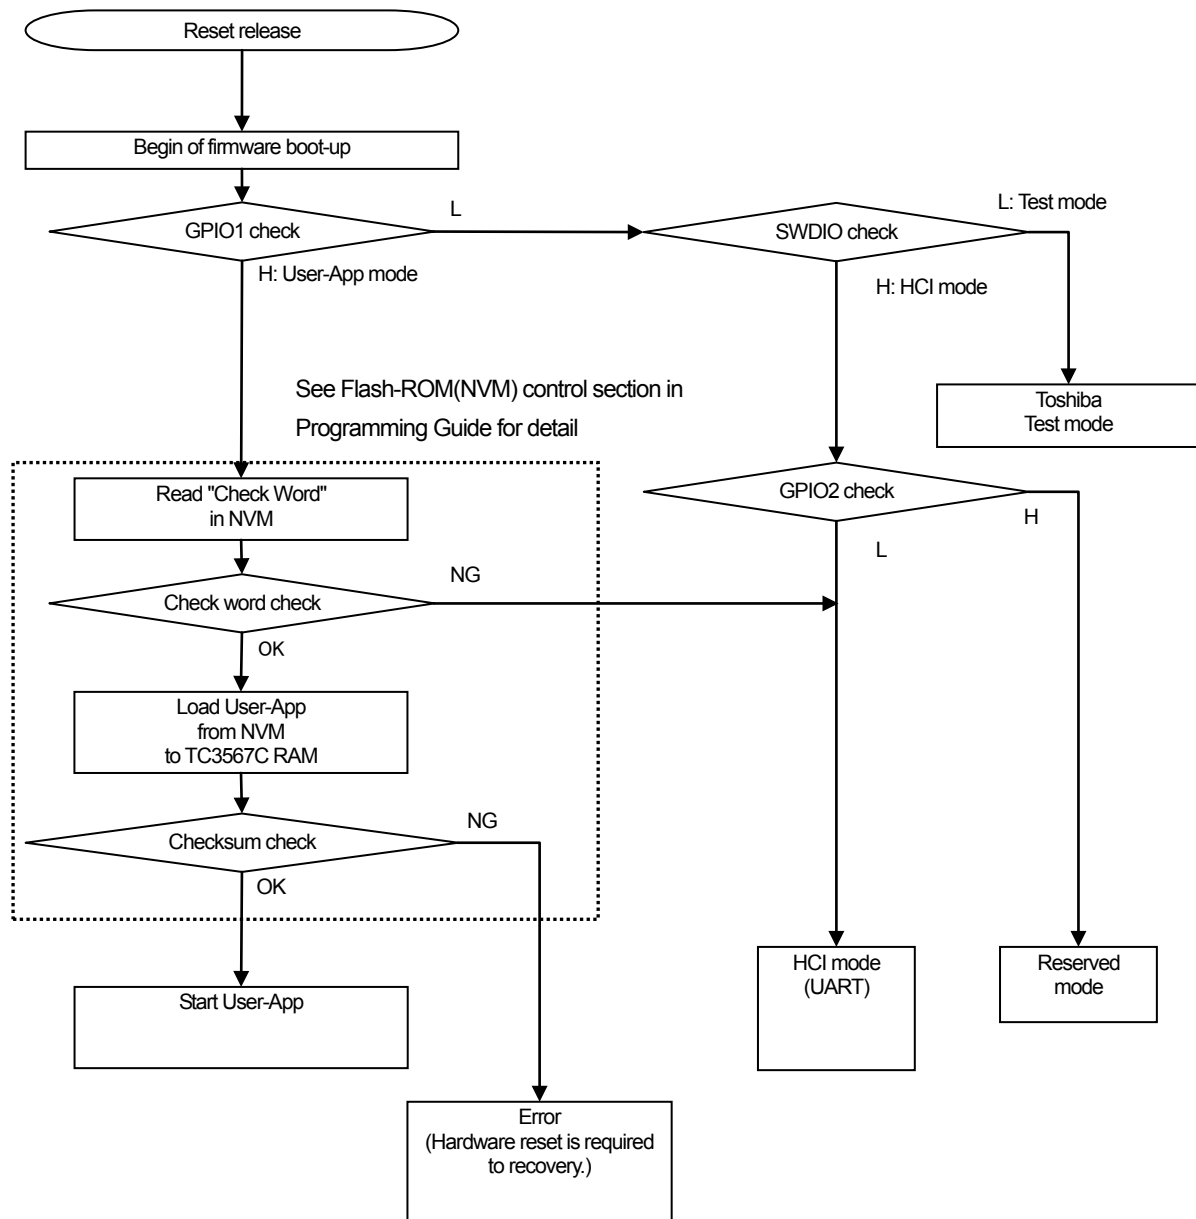 Reset release
Begin of firmware boot-up
GPIO1 check
L
SWDIO check
L: Test mode
H: User-App mode
H: HCI mode
See Flash-ROM(NVM) control section in
Programming Guide for detail
Toshiba
Test mode
Read "Check Word"
in NVM
GPIO2 check
H
L
Check word check
NG
OK
Load User-App
from NVM
to TC3567C RAM
Checksum check
NG
OK
Start User-App
HCI mode
(UART)
Reserved
mode
Error
(Hardware reset is required
to recovery.)